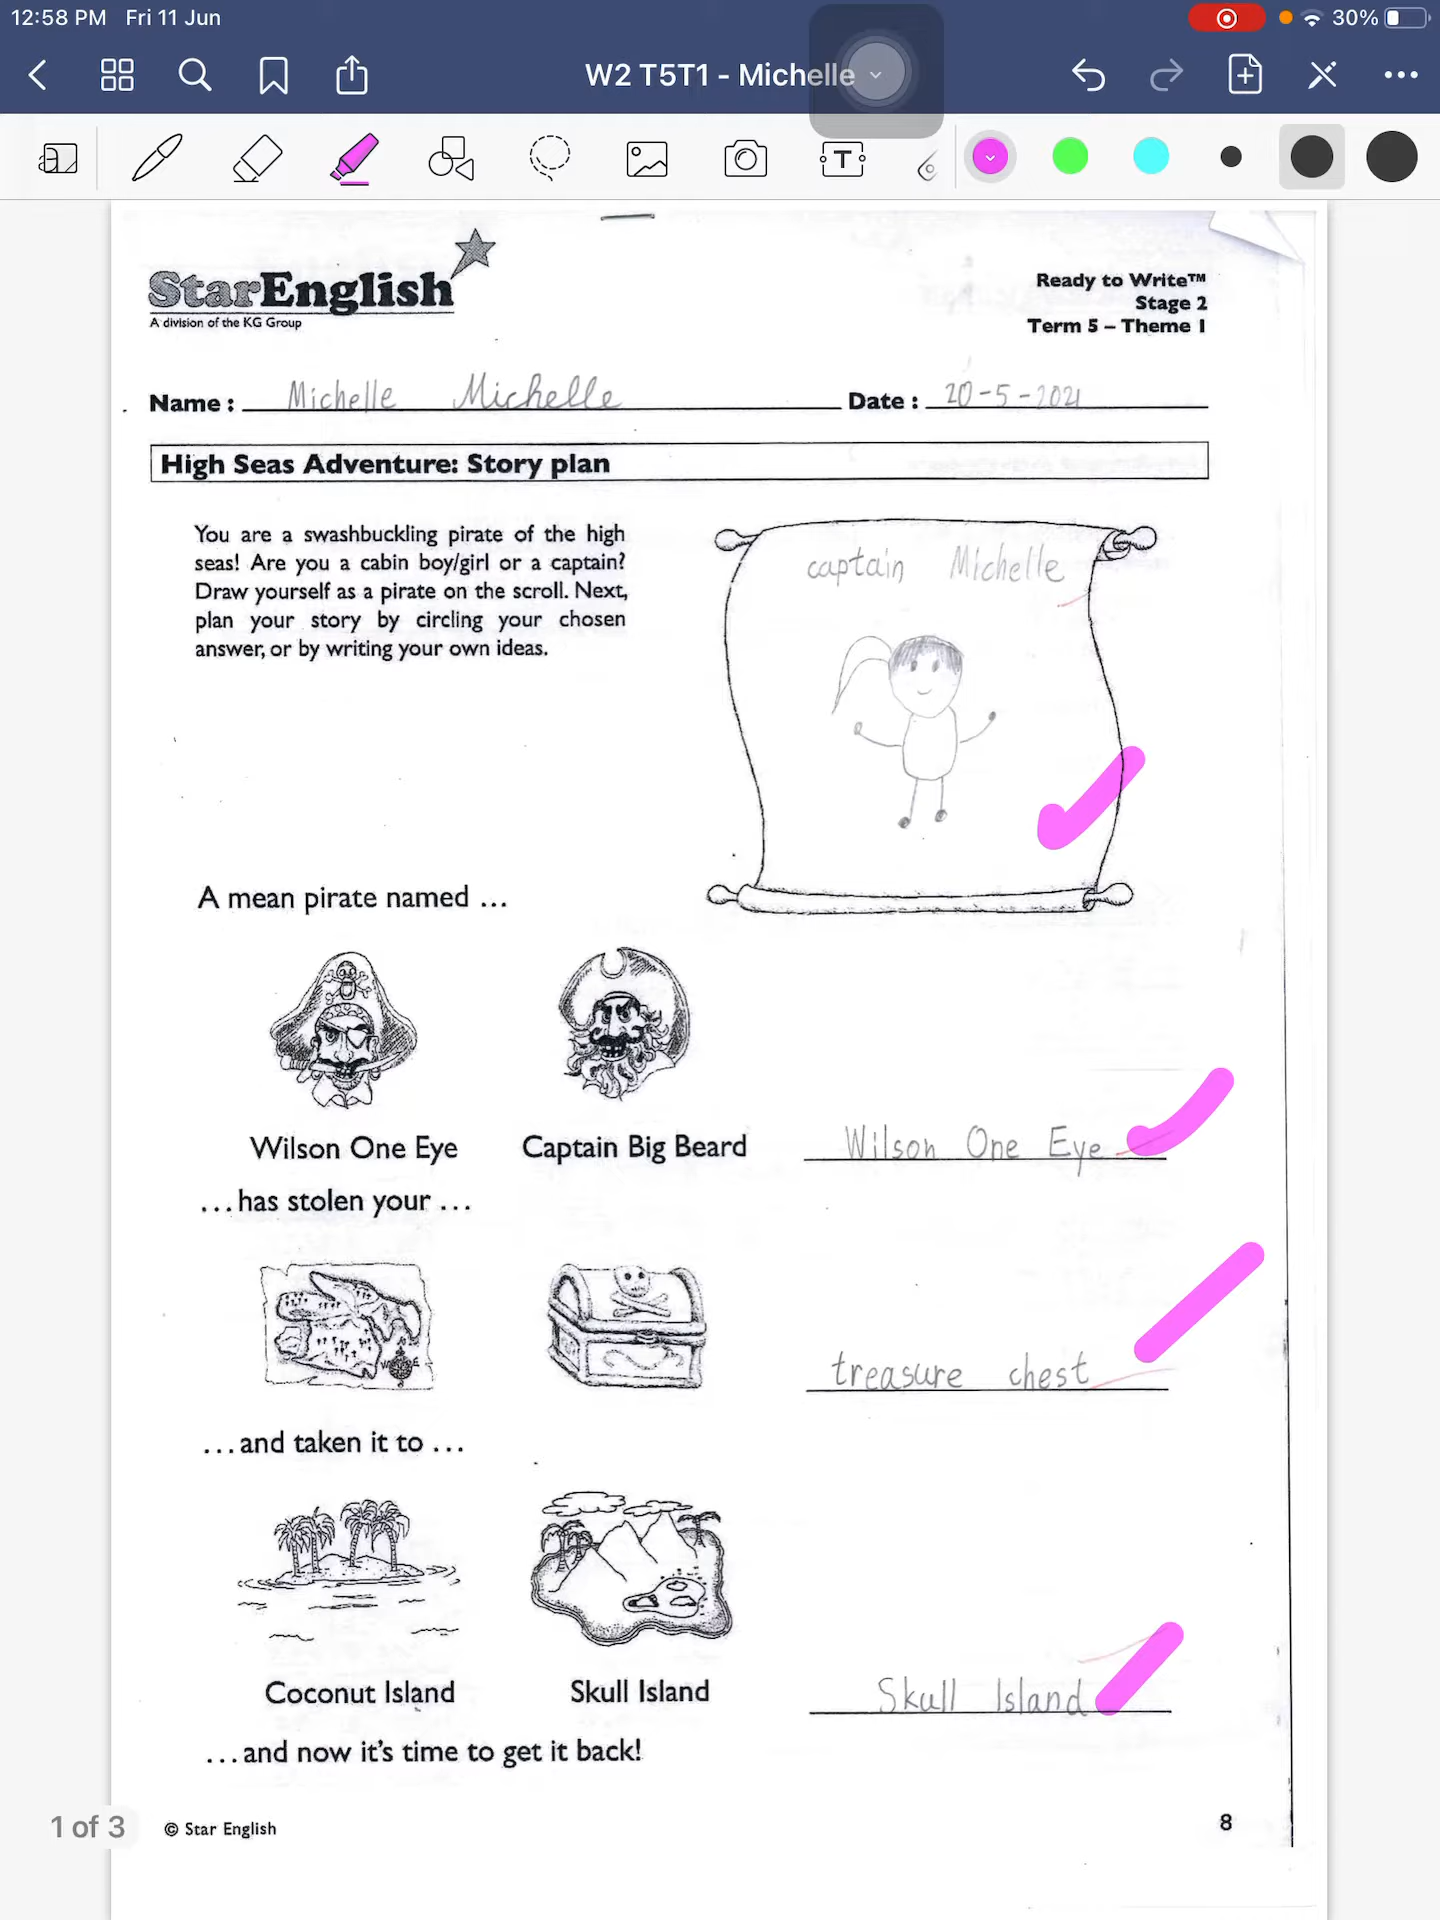 12:58 PM Fri 11 Jun
30%
W2 T5T1 - Michelle
T
StarEnglish
A division of the KG Group
Ready to Write™
Stage 2
Term 5 – Theme 1
Name : Michelle Michelle
Date : 20-5-2021
High Seas Adventure: Story plan
You are a swashbuckling pirate of the high
seas! Are you a cabin boy/girl or a captain?
Draw yourself as a pirate on the scroll. Next,
plan your story by circling your chosen
answer, or by writing your own ideas.
captain Michelle
A mean pirate named ...
Wilson One Eye
Captain Big Beard
Wilson One Eye
...has stolen your ...
treasure chest
...and taken it to ...
Coconut Island
Skull Island
Skull Island
...and now it's time to get it back!
1 of 3
© Star English
8